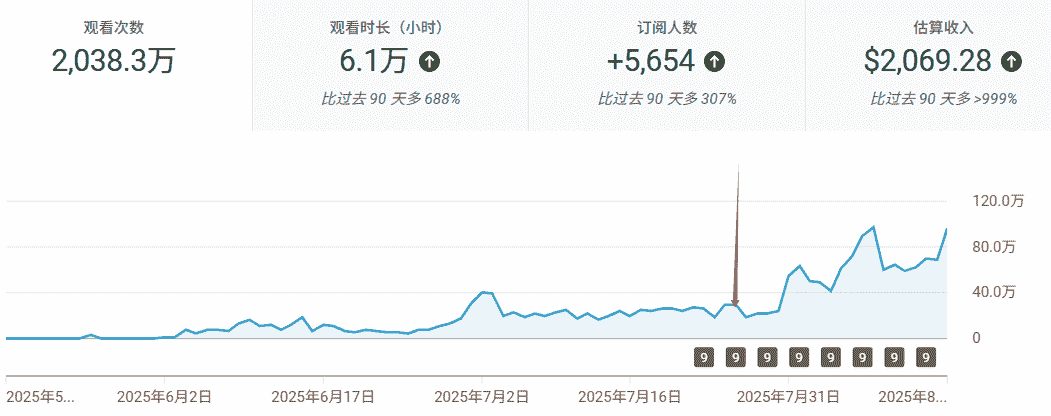 观看次数
2,038.3万
观看时长（小时）
6.1万
比过去 90 天多 688%
订阅人数
+5,654
比过去 90 天多 307%
估算收入
$2,069.28
比过去 90 天多 >999%
120.0万
80.0万
40.0万
0
9 9 9 9 9 9 9 9
2025年5... 2025年6月2日 2025年6月17日 2025年7月2日 2025年7月16日 2025年7月31日 2025年8...